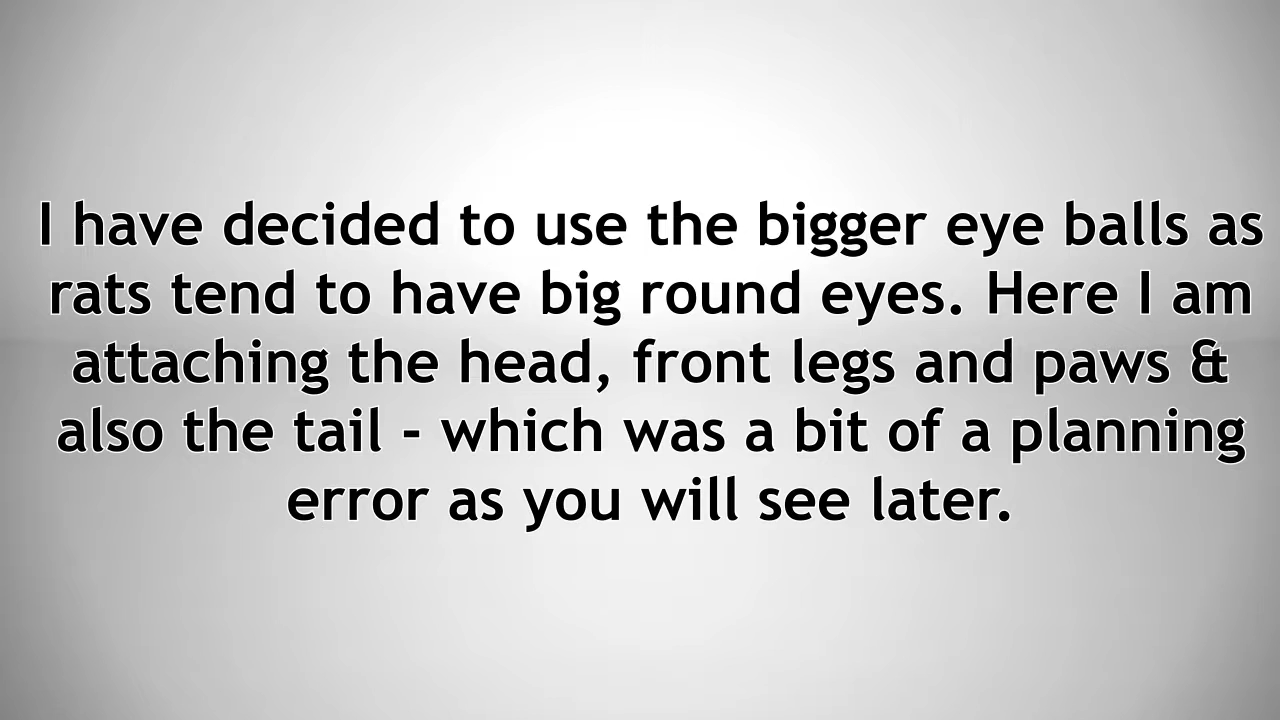 I have decided to use the bigger eye balls as
rats tend to have big round eyes. Here I am
attaching the head, front legs and paws &
also the tail - which was a bit of a planning
error as you will see later.